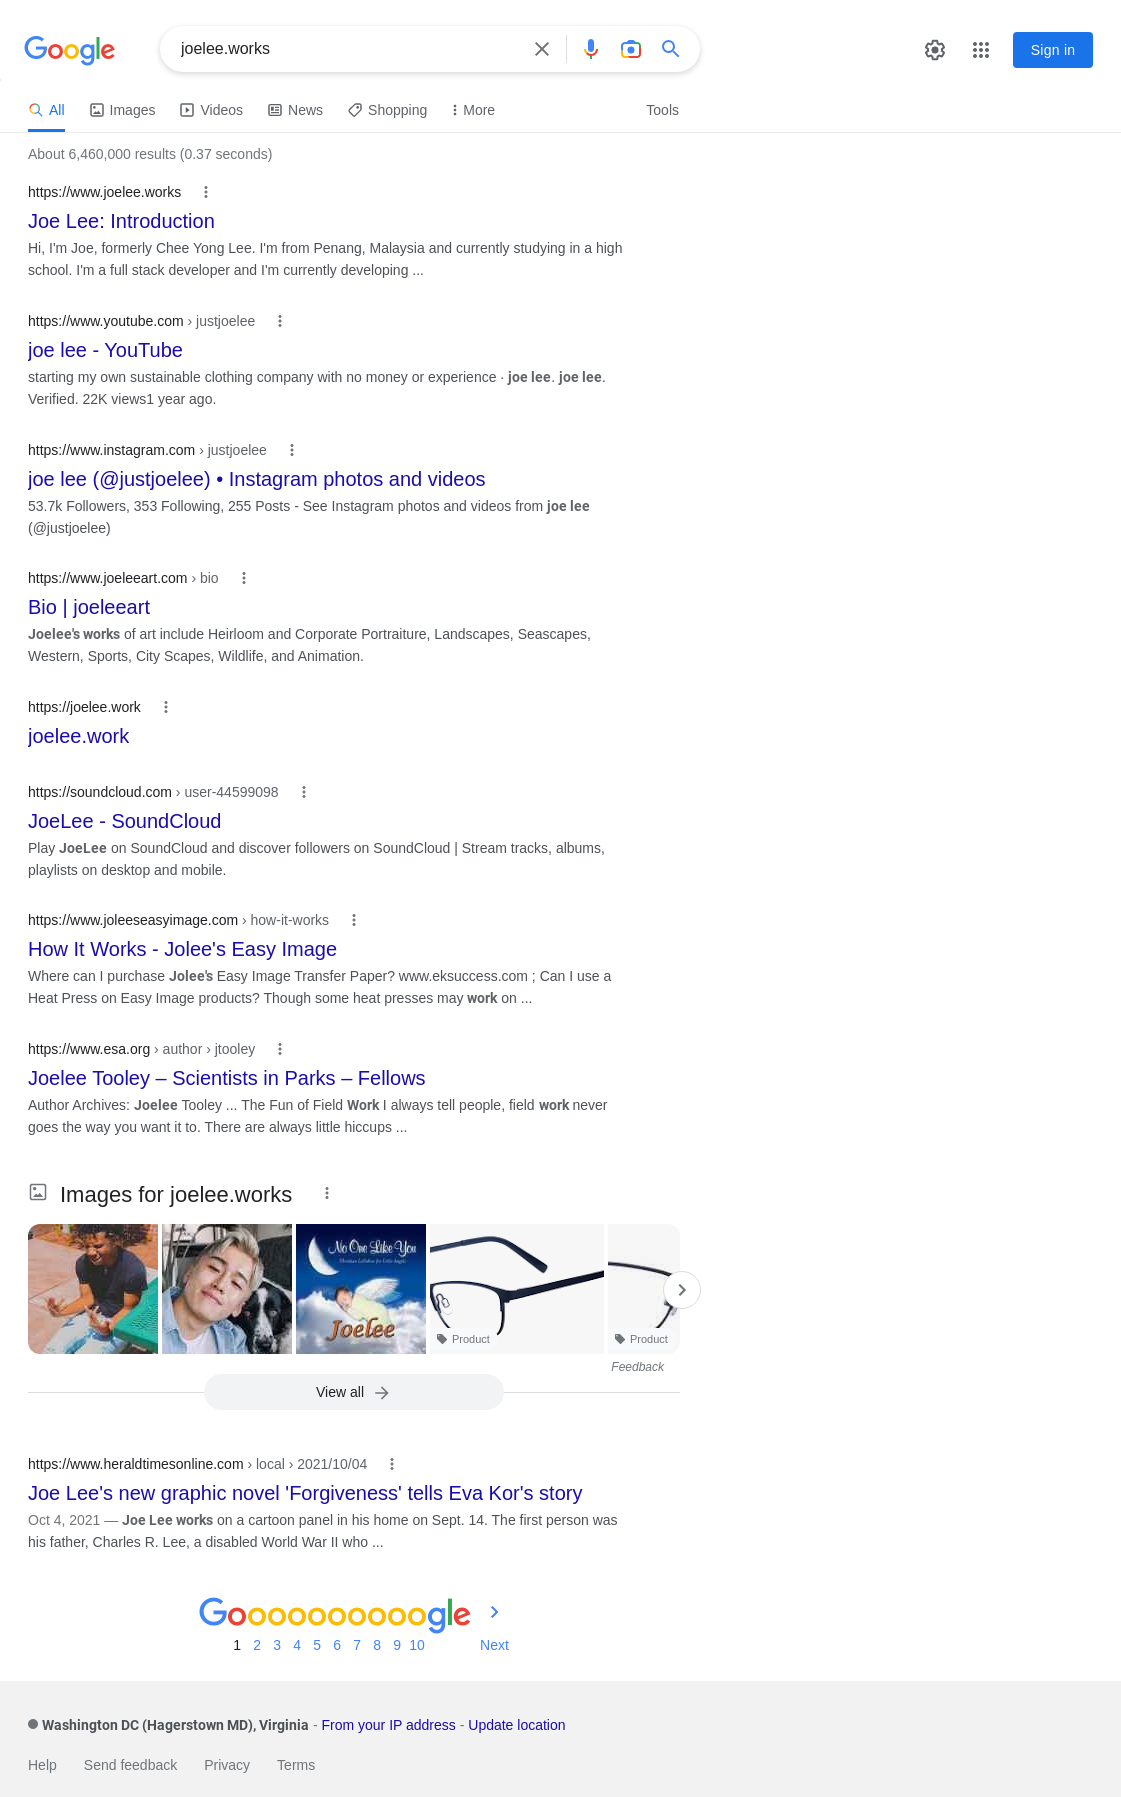 Google
joelee.works
Sign in
All Images Videos News Shopping More Tools
About 6,460,000 results (0.37 seconds)
https://www.joelee.works
Joe Lee: Introduction
Hi, I'm Joe, formerly Chee Yong Lee. I'm from Penang, Malaysia and currently studying in a high
school. I'm a full stack developer and I'm currently developing ...
https://www.youtube.com › justjoelee
joe lee - YouTube
starting my own sustainable clothing company with no money or experience · joe lee. joe lee.
Verified. 22K views1 year ago.
https://www.instagram.com › justjoelee
joe lee (@justjoelee) • Instagram photos and videos
53.7k Followers, 353 Following, 255 Posts - See Instagram photos and videos from joe lee
(@justjoelee)
https://www.joeleeart.com › bio
Bio | joeleeart
Joelee's works of art include Heirloom and Corporate Portraiture, Landscapes, Seascapes,
Western, Sports, City Scapes, Wildlife, and Animation.
https://joelee.work
joelee.work
https://soundcloud.com › user-44599098
JoeLee - SoundCloud
Play JoeLee on SoundCloud and discover followers on SoundCloud | Stream tracks, albums,
playlists on desktop and mobile.
https://www.joleeseasyimage.com › how-it-works
How It Works - Jolee's Easy Image
Where can I purchase Jolee's Easy Image Transfer Paper? www.eksuccess.com ; Can I use a
Heat Press on Easy Image products? Though some heat presses may work on ...
https://www.esa.org › author › jtooley
Joelee Tooley – Scientists in Parks – Fellows
Author Archives: Joelee Tooley ... The Fun of Field Work I always tell people, field work never
goes the way you want it to. There are always little hiccups ...
Images for joelee.works
No One Like You
Christian Lullabies for Little Angels
Joelee
Product
Product
Feedback
View all
https://www.heraldtimesonline.com › local › 2021/10/04
Joe Lee's new graphic novel 'Forgiveness' tells Eva Kor's story
Oct 4, 2021 — Joe Lee works on a cartoon panel in his home on Sept. 14. The first person was
his father, Charles R. Lee, a disabled World War II who ...
Goooooooooogle
1 2 3 4 5 6 7 8 9 10 Next
Washington DC (Hagerstown MD), Virginia - From your IP address - Update location
Help Send feedback Privacy Terms